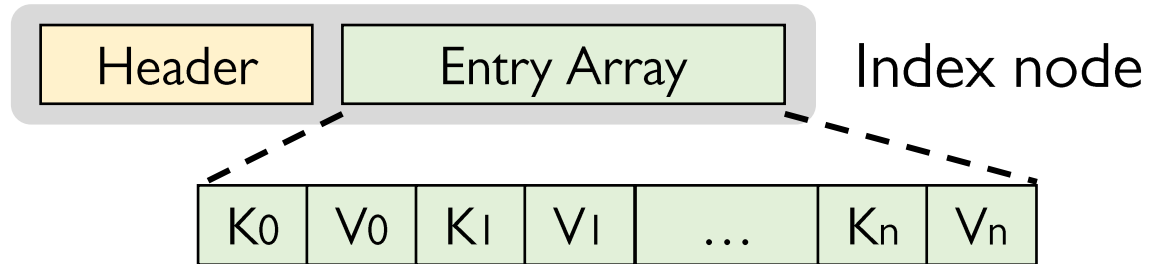 Header Entry Array Index node
K0 V0 K1 V1 ... Kn Vn